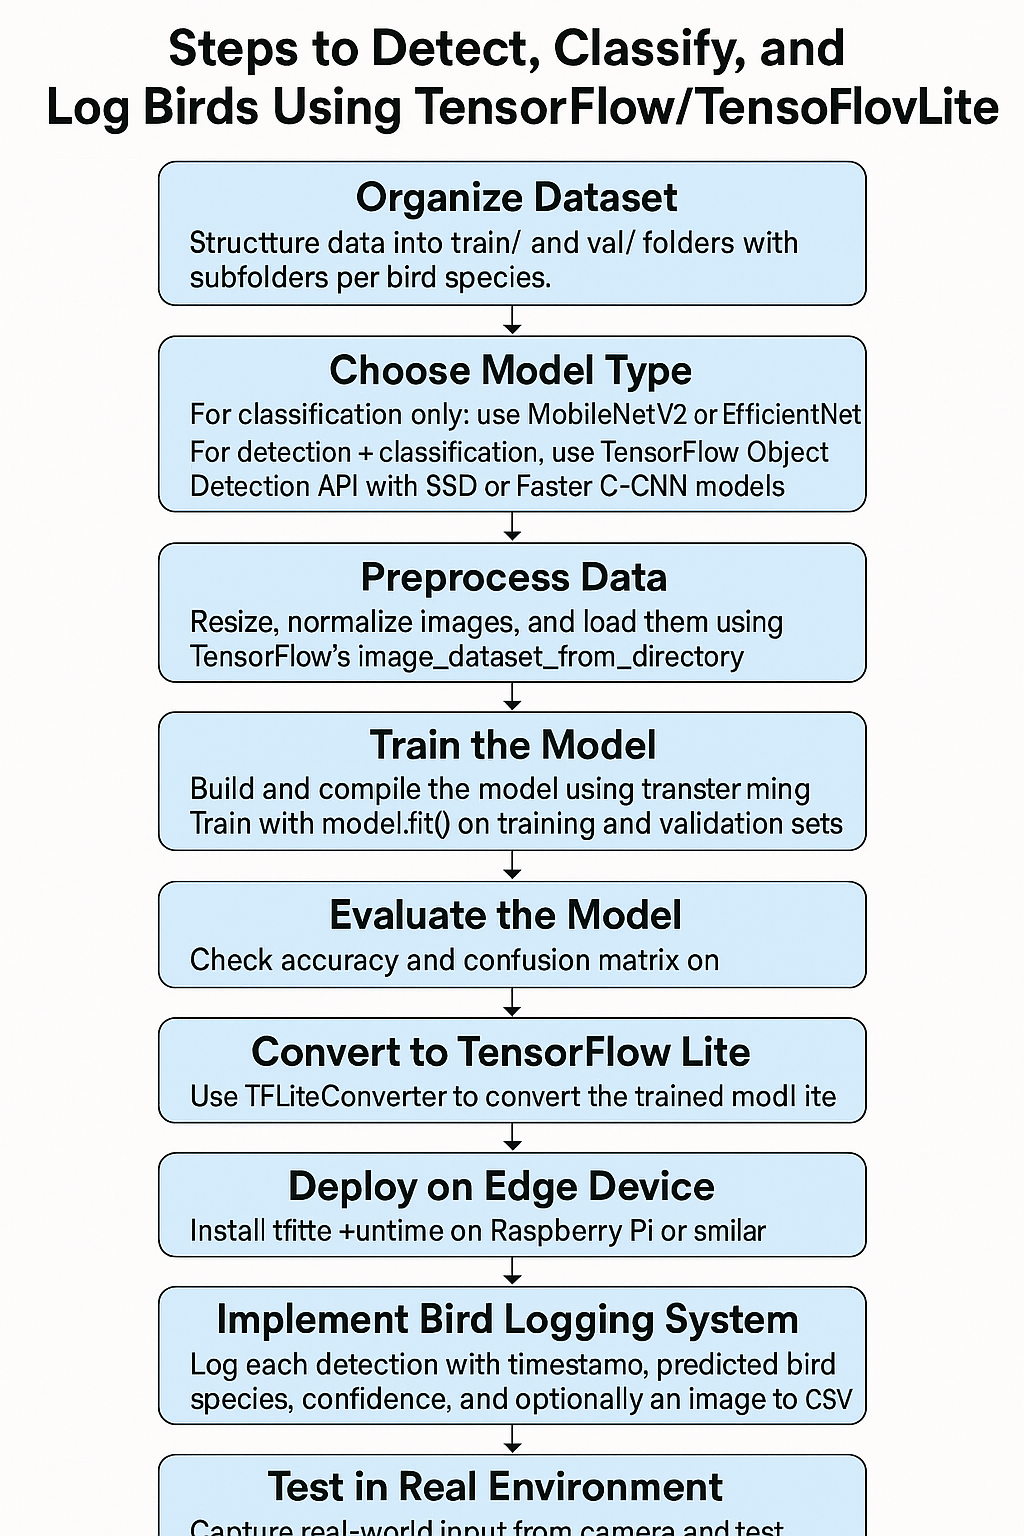 Steps to Detect, Classify, and
Log Birds Using TensorFlow/TensoFlovLite
Organize Dataset
Structture data into train/ and val/ folders with
subfolders per bird species.
Choose Model Type
For classification only: use MobileNetV2 or EfficientNet
For detection + classification, use TensorFlow Object
Detection API with SSD or Faster C-CNN models
Preprocess Data
Resize, normalize images, and load them using
TensorFlow's image_dataset_from_directory
Train the Model
Build and compile the model using transter ming
Train with model.fit() on training and validation sets
Evaluate the Model
Check accuracy and confusion matrix on
Convert to TensorFlow Lite
Use TFLiteConverter to convert the trained modl ite
Deploy on Edge Device
Install tfitte +untime on Raspberry Pi or smilar
Implement Bird Logging System
Log each detection with timestamo, predicted bird
species, confidence, and optionally an image to CSV
Test in Real Environment
Capture real-world input from camera and test